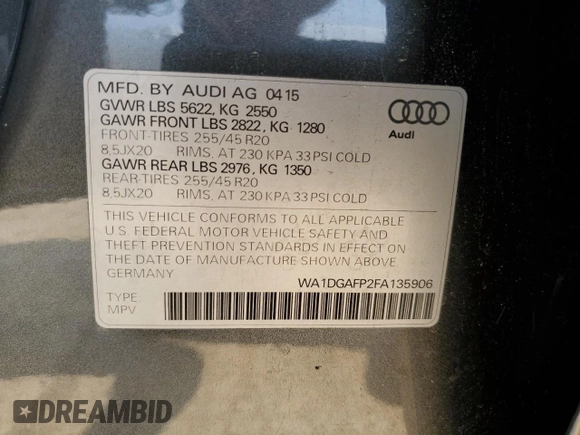 MFD. BY AUDI AG 04 15
GVWR LBS 5622, KG 2550
GAWR FRONT LBS 2822, KG 1280
FRONT-TIRES 255/45 R20
8,5JX20 RIMS, AT 230 KPA 33 PSI COLD
GAWR REAR LBS 2976, KG 1350
REAR-TIRES 255/45 R20
8,5JX20 RIMS, AT 230 KPA 33 PSI COLD
Audi
THIS VEHICLE CONFORMS TO ALL APPLICABLE
U.S. FEDERAL MOTOR VEHICLE SAFETY AND
THEFT PREVENTION STANDARDS IN EFFECT ON
THE DATE OF MANUFACTURE SHOWN ABOVE.
GERMANY
WA1DGAFP2FA135906
TYPE
MPV
DREAMBID